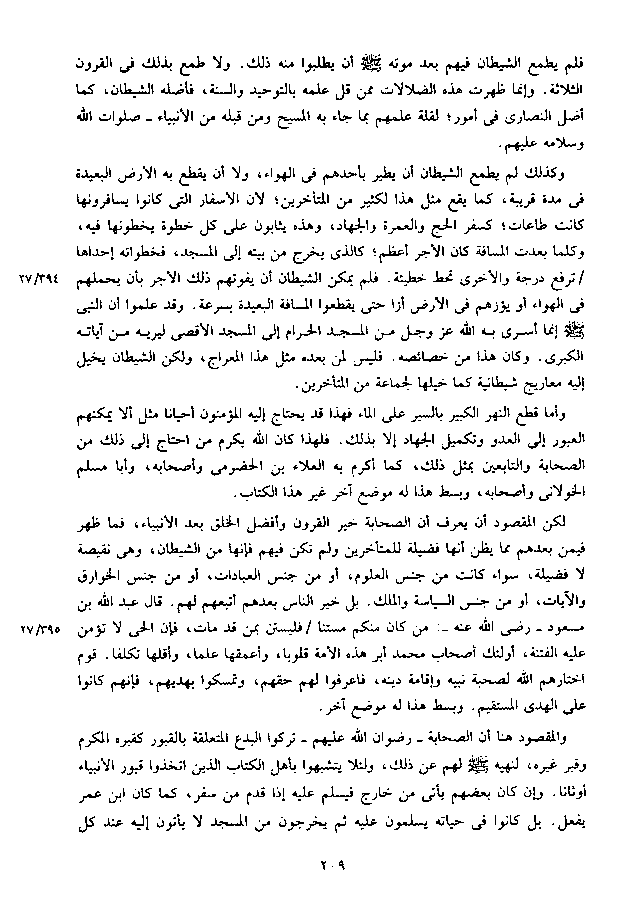 فلم يطمع الشيطان فيهم بعد موته ﷺ أن يطلبوا منه ذلك. ولا طمع بذلك فى القرون
الثلاثة. وإنما ظهرت هذه الضلالات ممن قل علمه بالتوحيد والسنة، فأضله الشيطان، كما
أضل النصارى فى أمور؛ لقلة علمهم بما جاء به المسيح ومن قبله من الأنبياء ـ صلوات الله
وسلامه عليهم.
وكذلك لم يطمع الشيطان أن يطير بأحدهم فى الهواء، ولا أن يقطع به الأرض البعيدة
فى مدة قريبة، كما يقع مثل هذا لكثير من المتأخرين؛ لأن الأسفار التى كانوا يسافرونها
كانت طاعات؛ كسفر الحج والعمرة والجهاد، وهذه يثابون على كل خطوة يخطونها فيه،
وكلما بعدت المسافة كان الأجر أعظم؛ كالذى يخرج من بيته إلى المسجد، فخطواته إحداها
/ ترفع درجة والأخرى تحط خطيئة. فلم يمكن الشيطان أن يفوتهم ذلك الأجر بأن يحملهم ٢٧/٣٩٤
فى الهواء أو يؤزهم فى الأرض أزا حتى يقطعوا المسافة البعيدة بسرعة. وقد علموا أن النبى
ﷺ إنما أسرى به الله عز وجل من المسجد الحرام إلى المسجد الأقصى ليريه من آياته
الكبرى. وكان هذا من خصائصه. فليس لمن بعده مثل هذا المعراج، ولكن الشيطان يخيل
إليه معاريج شيطانية كما خيلها لجماعة من المتأخرين.
وأما قطع النهر الكبير بالسير على الماء فهذا قد يحتاج إليه المؤمنون أحيانا مثل ألا يمكنهم
العبور إلى العدو وتكميل الجهاد إلا بذلك. فلهذا كان الله يكرم من احتاج إلى ذلك من
الصحابة والتابعين بمثل ذلك، كما أكرم به العلاء بن الحضرمى وأصحابه، وأبا مسلم
الخولانى وأصحابه، وبسط هذا له موضع آخر غير هذا الكتاب.
لكن المقصود أن يعرف أن الصحابة خير القرون وأفضل الخلق بعد الأنبياء، فما ظهر
فيمن بعدهم مما يظن أنها فضيلة للمتأخرين ولم تكن فيهم فإنها من الشيطان، وهى نقيصة
لا فضيلة، سواء كانت من جنس العلوم، أو من جنس العبادات، أو من جنس الخوارق
والآيات، أو من جنس السياسة والملك. بل خير الناس بعدهم أتبعهم لهم. قال عبد الله بن
مسعود ـ رضى الله عنه ـ: من كان منكم مستنا / فليستن بمن قد مات، فإن الحى لا تؤمن ٢٧/٣٩٥
عليه الفتنة، أولئك أصحاب محمد أبر هذه الأمة قلوبا، وأعمقها علما، وأقلها تكلفا. قوم
اختارهم الله لصحبة نبيه وإقامة دينه، فاعرفوا لهم حقهم، وتمسكوا بهديهم، فإنهم كانوا
على الهدى المستقيم. وبسط هذا له موضع آخر.
والمقصود هنا أن الصحابة ـ رضوان الله عليهم ـ تركوا البدع المتعلقة بالقبور كقبره المكرم
وقبر غيره، لنهيه ﷺ لهم عن ذلك، ولئلا يتشبهوا بأهل الكتاب الذين اتخذوا قبور الأنبياء
أوثانا. وإن كان بعضهم يأتى من خارج فيسلم عليه إذا قدم من سفر، كما كان ابن عمر
يفعل. بل كانوا فى حياته يسلمون عليه ثم يخرجون من المسجد لا يأتون إليه عند كل
٢٠٩